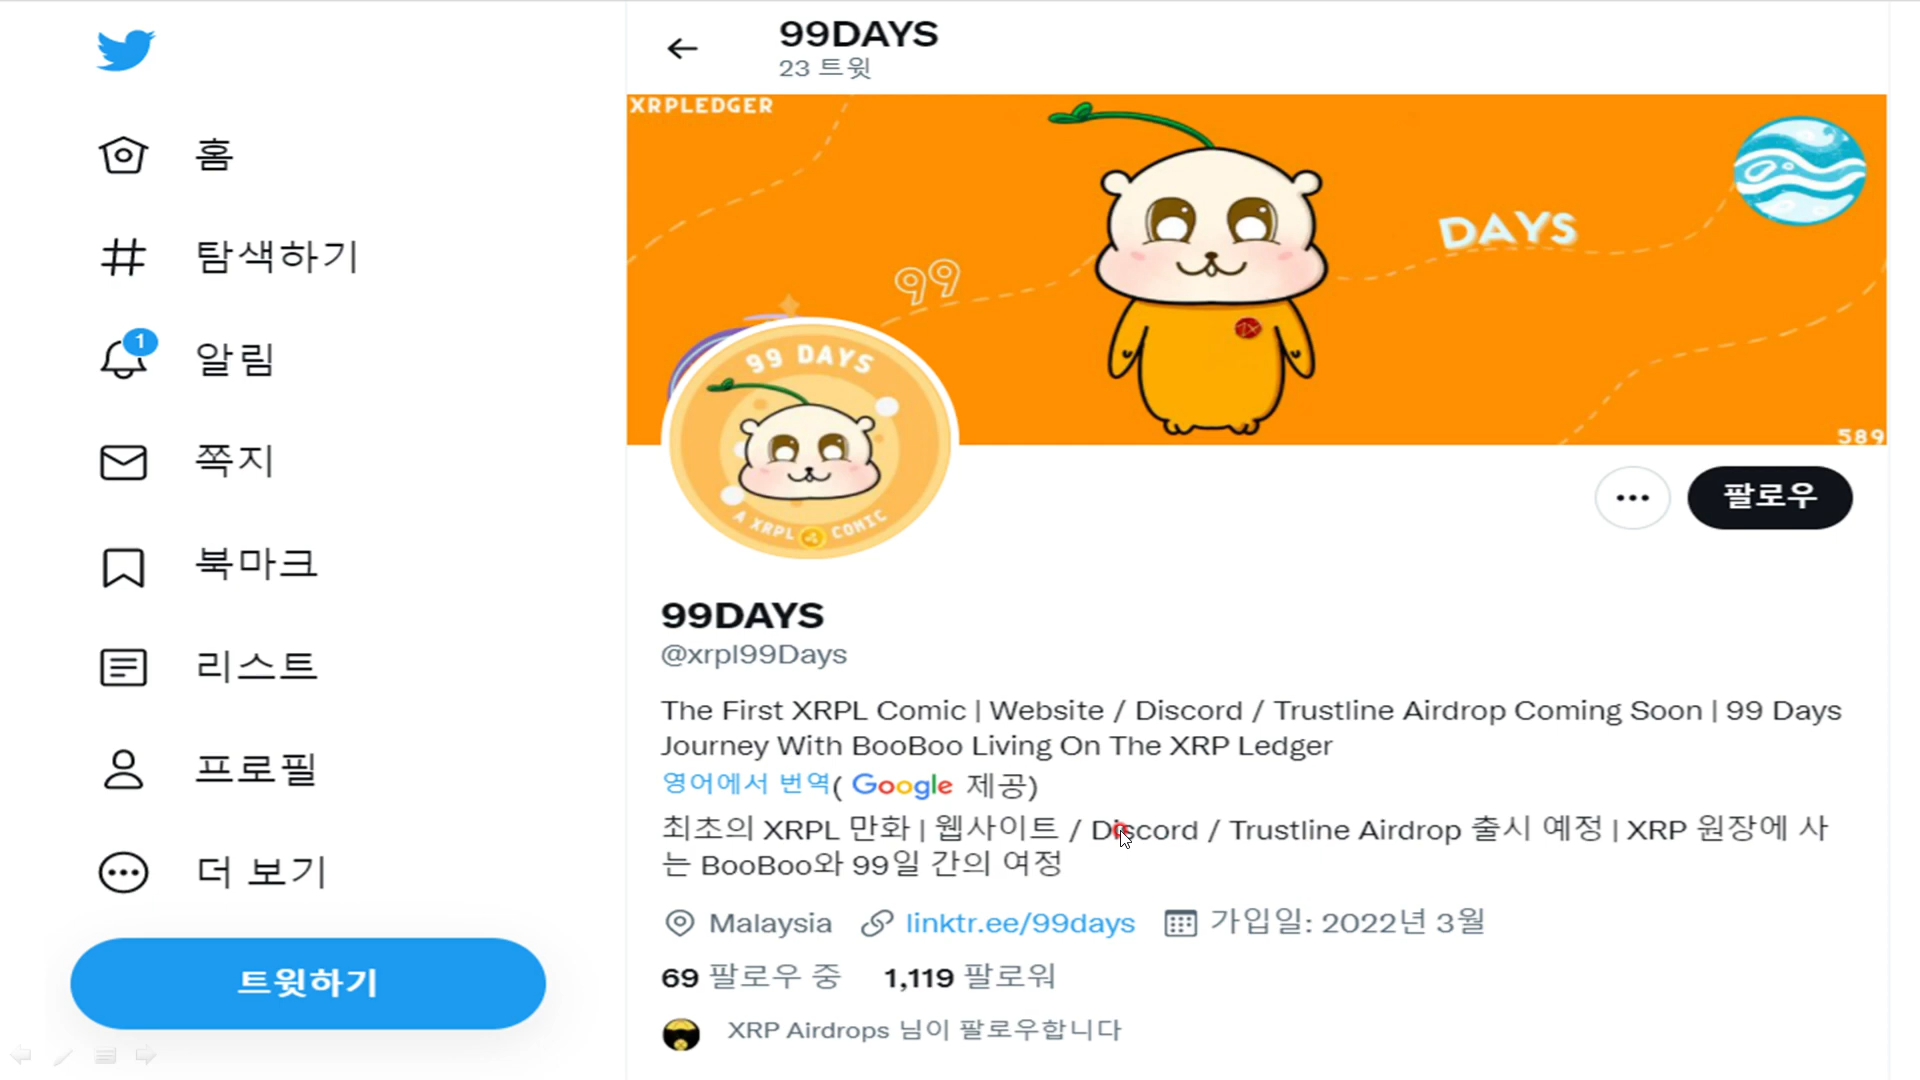 99DAYS
23 트윗
홈
탐색하기
1
알림
쪽지
북마크
리스트
프로필
더 보기
트윗하기
XRPLEDGER
99
DAYS
589
99 DAYS
A XRPL COMIC
팔로우
99DAYS
@xrpl99Days
The First XRPL Comic | Website / Discord / Trustline Airdrop Coming Soon | 99 Days
Journey With BooBoo Living On The XRP Ledger
영어에서 번역( Google 제공)
최초의 XRPL 만화 | 웹사이트 / Discord / Trustline Airdrop 출시 예정 | XRP 원장에 사
는 BooBoo와 99일 간의 여정
Malaysia linktr.ee/99days 가입일: 2022년 3월
69 팔로우 중 1,119 팔로워
XRP Airdrops 님이 팔로우합니다